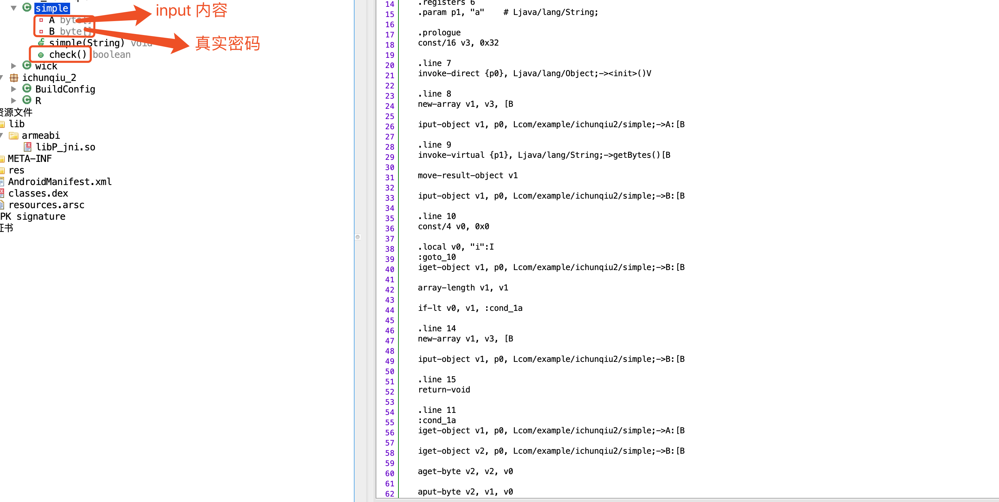 simple
A byte[]
B byte[]
simple(String) void
check() boolean
wick
ichunqiu_2
BuildConfig
R
资源文件
lib
armeabi
libP_jni.so
META-INF
res
AndroidManifest.xml
classes.dex
resources.arsc
PK signature
证书
input 内容
真实密码
14 .registers 6
15 .param p1, "a" # Ljava/lang/String;
16
17 .prologue
18 const/16 v3, 0x32
19
20 .line 7
21 invoke-direct {p0}, Ljava/lang/Object;-><init>()V
22
23 .line 8
24 new-array v1, v3, [B
25
26 iput-object v1, p0, Lcom/example/ichunqiu2/simple;->A:[B
27
28 .line 9
29 invoke-virtual {p1}, Ljava/lang/String;->getBytes()[B
30
31 move-result-object v1
32
33 iput-object v1, p0, Lcom/example/ichunqiu2/simple;->B:[B
34
35 .line 10
36 const/4 v0, 0x0
37
38 .local v0, "i":I
39 :goto_10
40 iget-object v1, p0, Lcom/example/ichunqiu2/simple;->B:[B
41
42 array-length v1, v1
43
44 if-lt v0, v1, :cond_1a
45
46 .line 14
47 new-array v1, v3, [B
48
49 iput-object v1, p0, Lcom/example/ichunqiu2/simple;->B:[B
50
51 .line 15
52 return-void
53
54 .line 11
55 :cond_1a
56 iget-object v1, p0, Lcom/example/ichunqiu2/simple;->A:[B
57
58 iget-object v2, p0, Lcom/example/ichunqiu2/simple;->B:[B
59
60 aget-byte v2, v2, v0
61
62 aput-byte v2, v1, v0